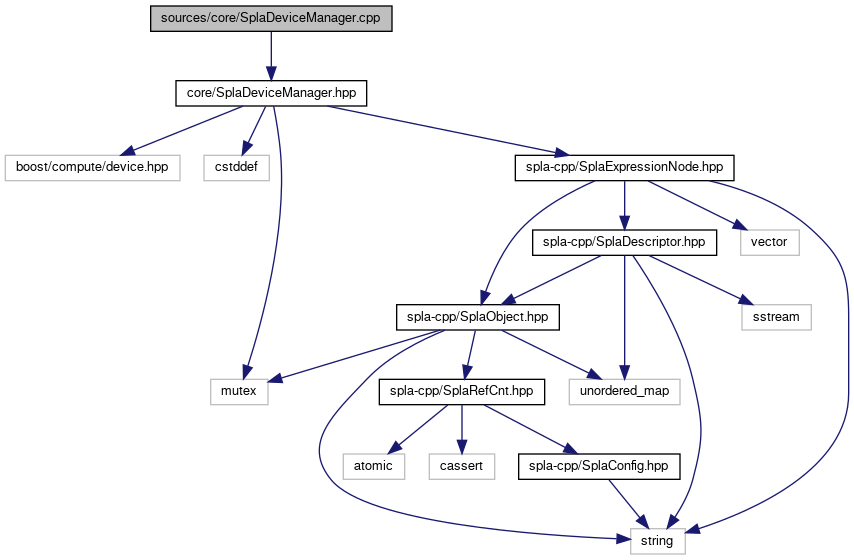 sources/core/SplaDeviceManager.cpp
core/SplaDeviceManager.hpp
boost/compute/device.hpp
cstddef
spla-cpp/SplaExpressionNode.hpp
spla-cpp/SplaDescriptor.hpp
vector
spla-cpp/SplaObject.hpp
sstream
mutex
spla-cpp/SplaRefCnt.hpp
unordered_map
atomic
cassert
spla-cpp/SplaConfig.hpp
string